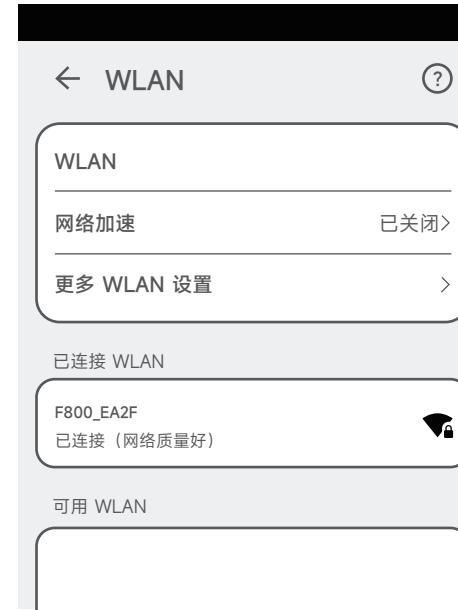 WLAN
WLAN
网络加速 已关闭
更多 WLAN 设置
已连接 WLAN
F800_EA2F
已连接（网络质量好）
可用 WLAN